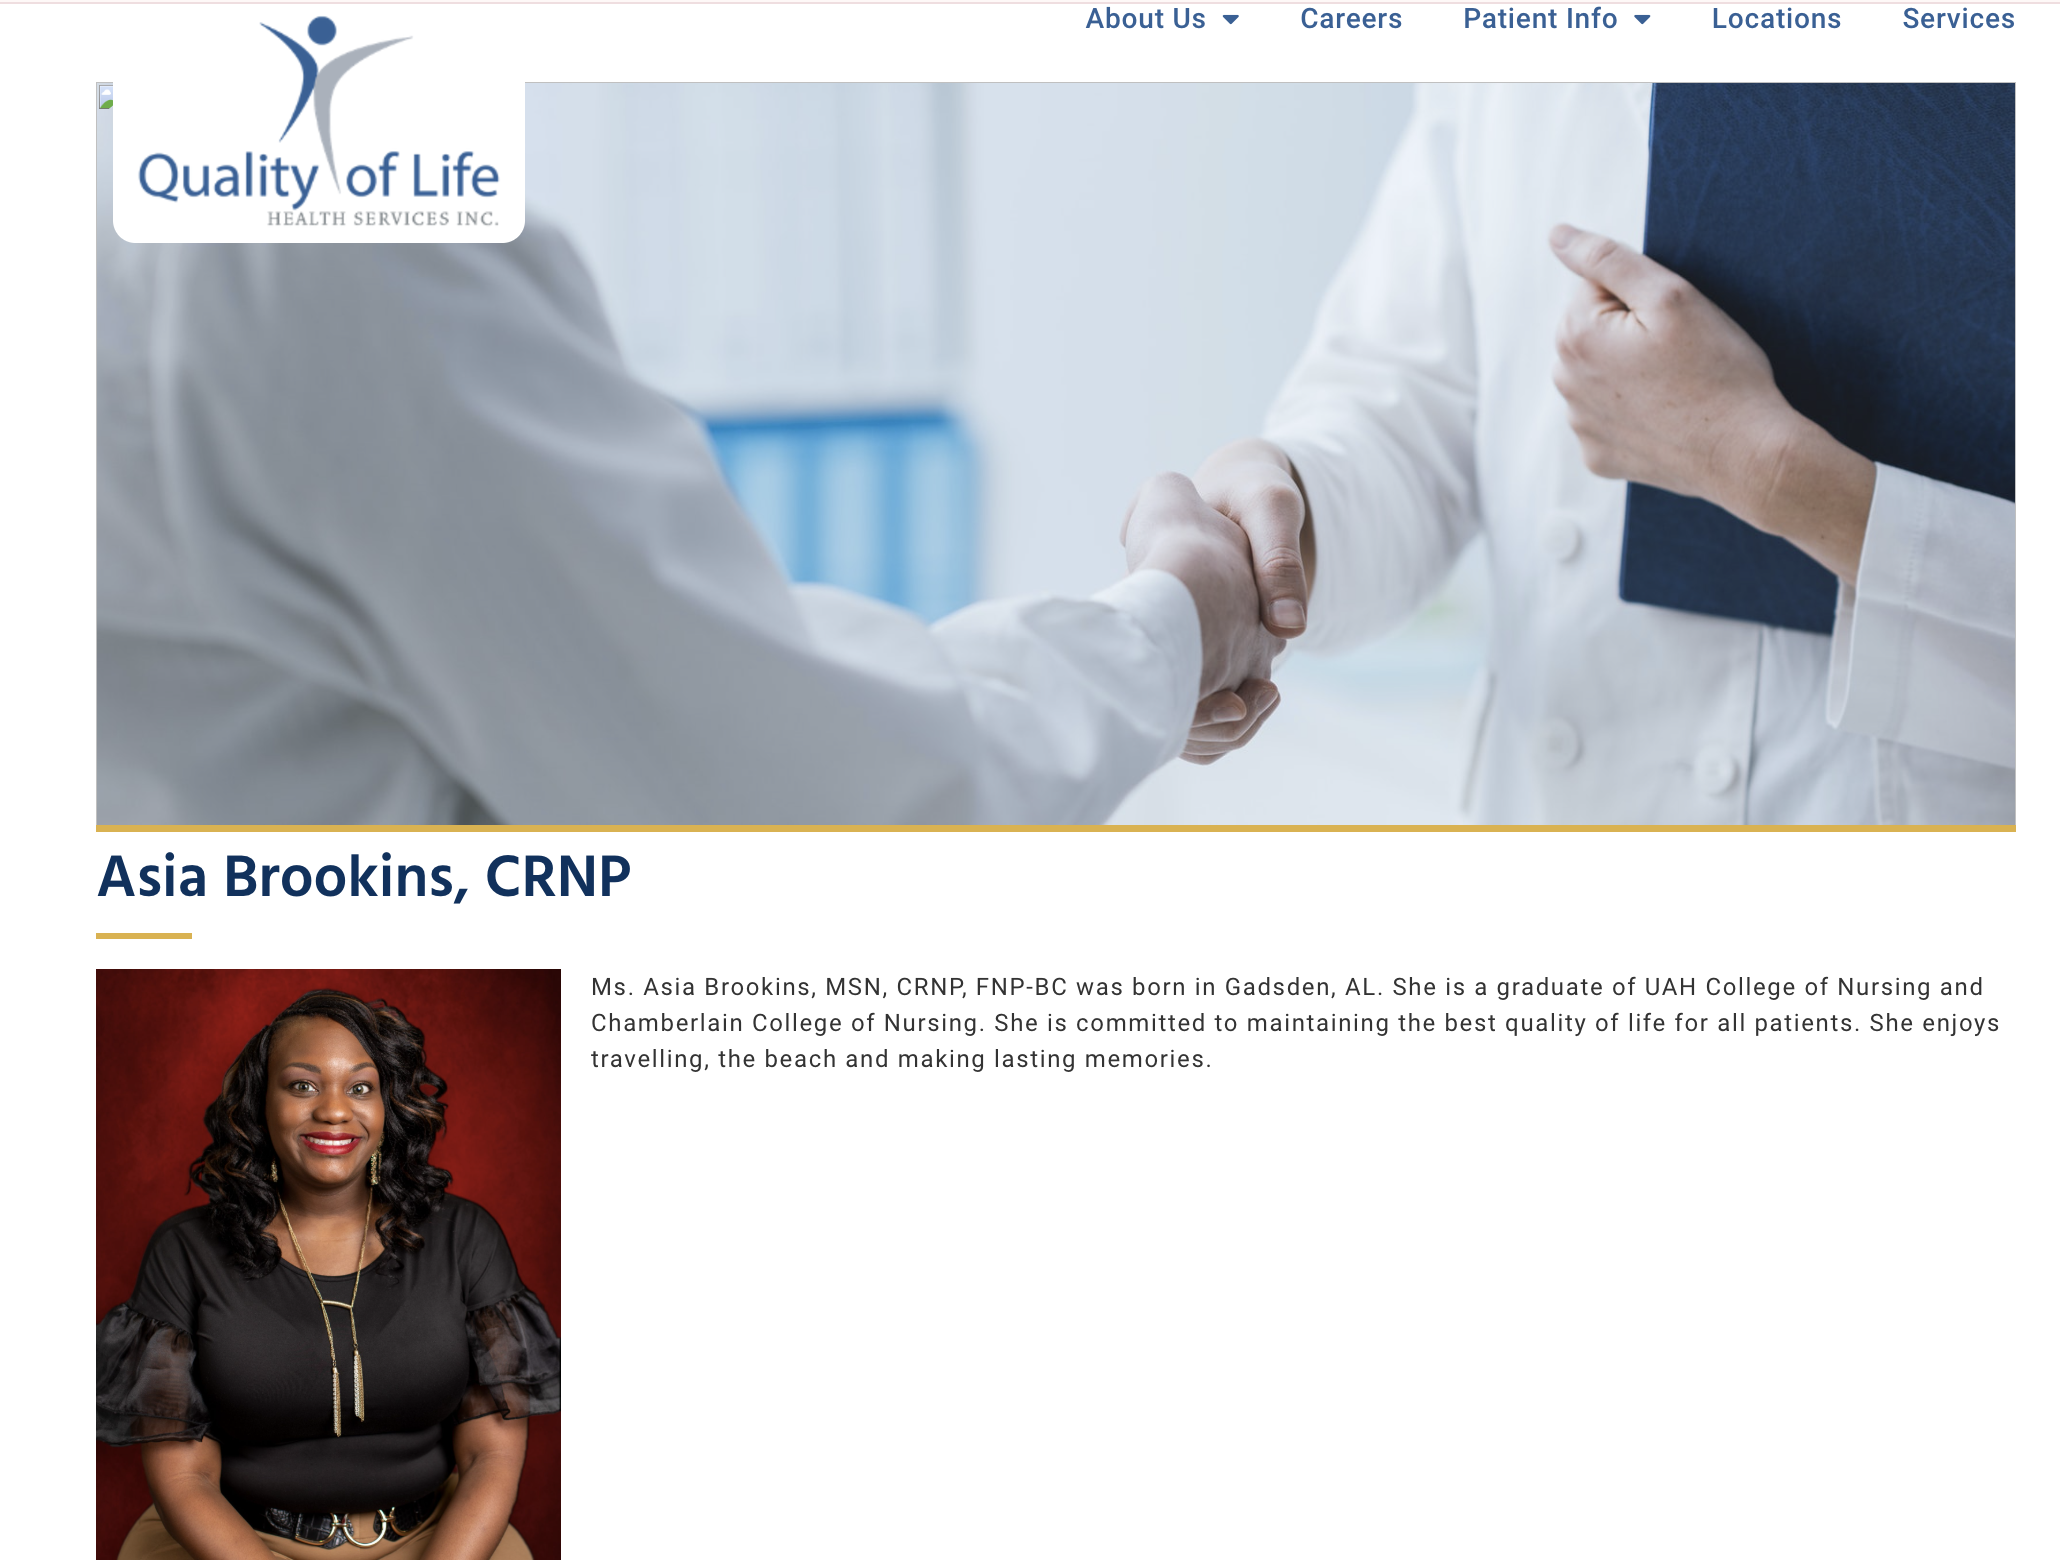 About Us Careers Patient Info Locations Services
Quality of Life
HEALTH SERVICES INC.
Asia Brookins, CRNP
Ms. Asia Brookins, MSN, CRNP, FNP-BC was born in Gadsden, AL. She is a graduate of UAH College of Nursing and
Chamberlain College of Nursing. She is committed to maintaining the best quality of life for all patients. She enjoys
travelling, the beach and making lasting memories.